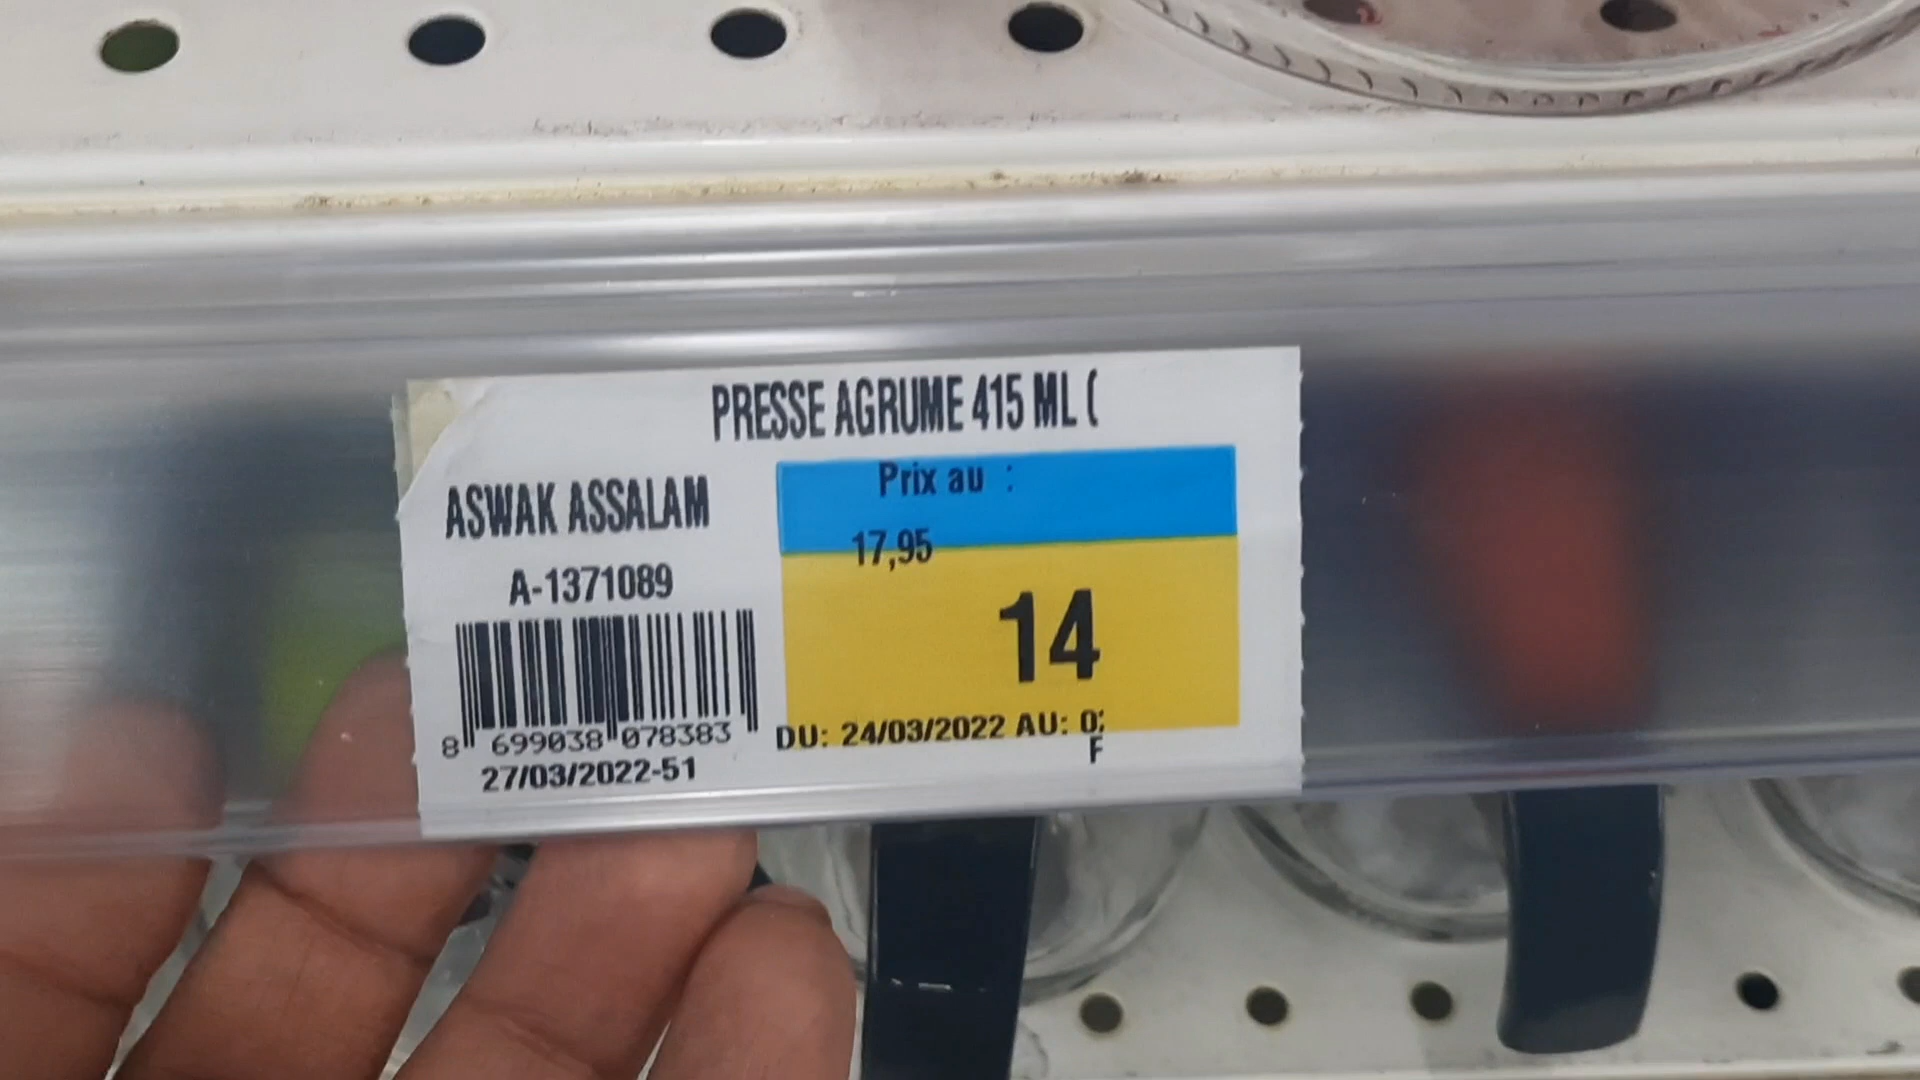 PRESSE AGRUME 415 ML (
Prix au :
ASWAK ASSALAM
17,95
A-1371089
14
8 699038 078383
DU: 24/03/2022 AU: 0
F
27/03/2022-51